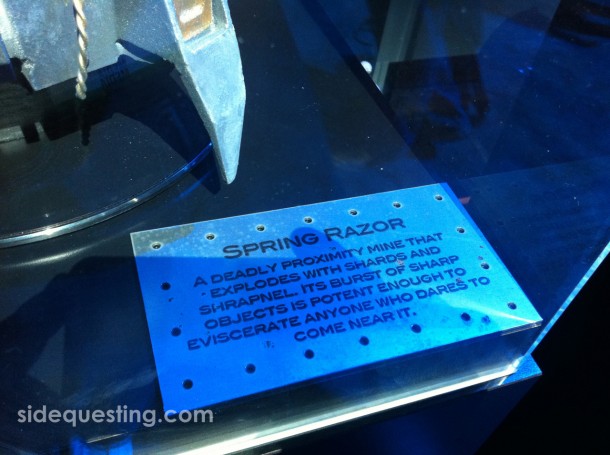 SPRING RAZOR
A DEADLY PROXIMITY MINE THAT
EXPLODES WITH SHARDS AND
SHRAPNEL. ITS BURST OF SHARP
OBJECTS IS POTENT ENOUGH TO
EVISCERATE ANYONE WHO DARES TO
COME NEAR IT.
sidequesting.com